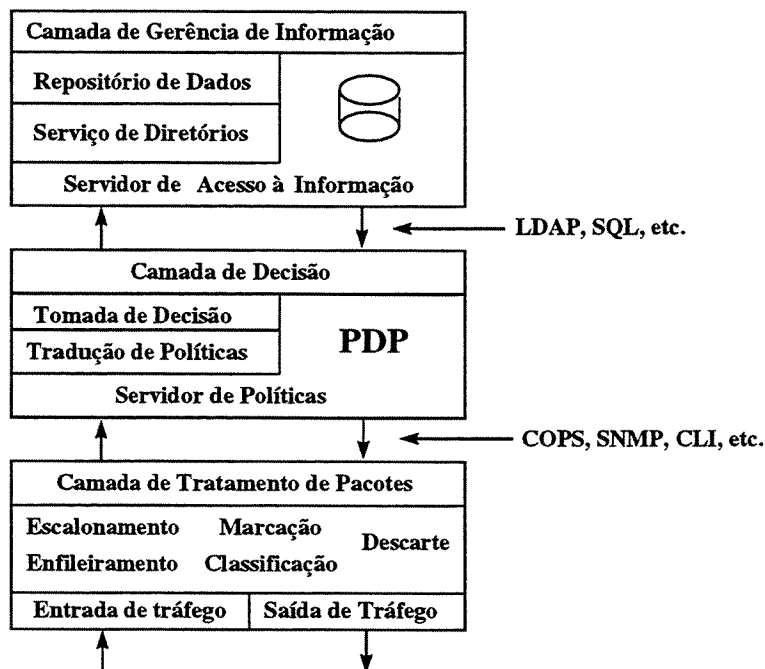 Camada de Gerência de Informação
Repositório de Dados
Serviço de Diretórios
Servidor de Acesso à Informação
LDAP, SQL, etc.
Camada de Decisão
Tomada de Decisão
Tradução de Políticas
PDP
Servidor de Políticas
COPS, SNMP, CLI, etc.
Camada de Tratamento de Pacotes
Escalonamento Marcação
Descarte
Enfileiramento Classificação
Entrada de tráfego Saída de Tráfego